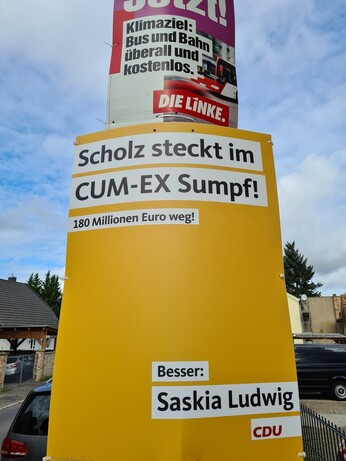 Jetzt!
Klimaziel:
Bus und Bahn
überall und
kostenlos.
DIE LINKE.
Scholz steckt im
CUM-EX Sumpf!
180 Millionen Euro weg!
Besser:
Saskia Ludwig
CDU